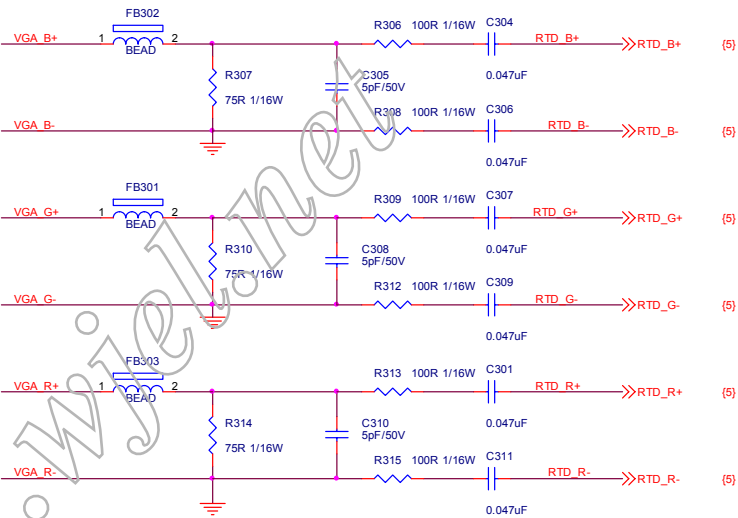 FB302
VGA_B+ 1 2 R306 100R 1/16W C304 RTD_B+ RTD_B+ {5}
BEAD
R307 C305 0.047uF
75R 1/16W 5pF/50V
R308 100R 1/16W C306
VGA_B- RTD_B- RTD_B- {5}
0.047uF
FB301
VGA_G+ 1 2 R309 100R 1/16W C307 RTD_G+ RTD_G+ {5}
BEAD
R310 C308 0.047uF
75R 1/16W 5pF/50V
R312 100R 1/16W C309
VGA_G- RTD_G- RTD_G- {5}
0.047uF
FB303
VGA_R+ 1 2 R313 100R 1/16W C301 RTD_R+ RTD_R+ {5}
BEAD
R314 C310 0.047uF
75R 1/16W 5pF/50V
R315 100R 1/16W C311
VGA_R- RTD_R- RTD_R- {5}
0.047uF
.wjel.net